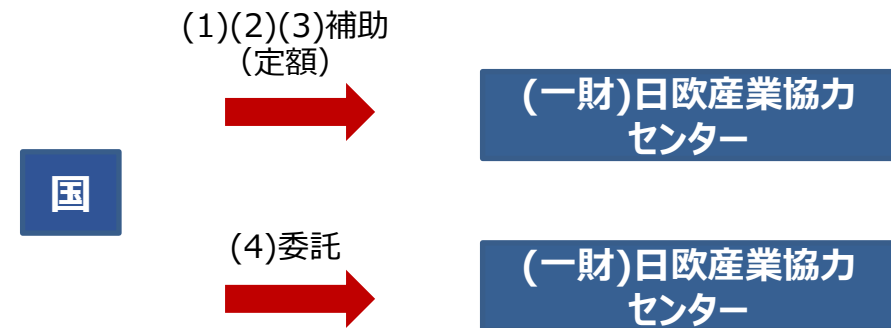 (1)(2)(3)補助
（定額）
(一財)日欧産業協力
センター
国
(4)委託
(一財)日欧産業協力
センター